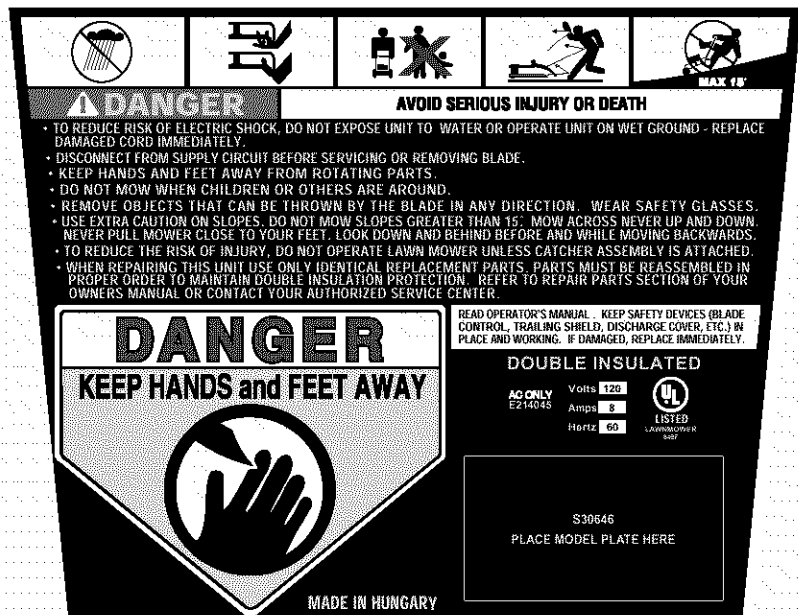 MAX 15°
DANGER
AVOID SERIOUS INJURY OR DEATH
• TO REDUCE RISK OF ELECTRIC SHOCK, DO NOT EXPOSE UNIT TO WATER OR OPERATE UNIT ON WET GROUND - REPLACE
DAMAGED CORD IMMEDIATELY.
• DISCONNECT FROM SUPPLY CIRCUIT BEFORE SERVICING OR REMOVING BLADE.
• KEEP HANDS AND FEET AWAY FROM ROTATING PARTS.
• DO NOT MOW WHEN CHILDREN OR OTHERS ARE AROUND.
• REMOVE OBJECTS THAT CAN BE THROWN BY THE BLADE IN ANY DIRECTION. WEAR SAFETY GLASSES.
• USE EXTRA CAUTION ON SLOPES. DO NOT MOW SLOPES GREATER THAN 15°. MOW ACROSS NEVER UP AND DOWN.
NEVER PULL MOWER CLOSE TO YOUR FEET. LOOK DOWN AND BEHIND BEFORE AND WHILE MOVING BACKWARDS.
• TO REDUCE THE RISK OF INJURY, DO NOT OPERATE LAWN MOWER UNLESS CATCHER ASSEMBLY IS ATTACHED.
• WHEN REPAIRING THIS UNIT USE ONLY IDENTICAL REPLACEMENT PARTS. PARTS MUST BE REASSEMBLED IN
PROPER ORDER TO MAINTAIN DOUBLE INSULATION PROTECTION. REFER TO REPAIR PARTS SECTION OF YOUR
OWNERS MANUAL OR CONTACT YOUR AUTHORIZED SERVICE CENTER.
DANGER
KEEP HANDS and FEET AWAY
MADE IN HUNGARY
READ OPERATOR'S MANUAL . KEEP SAFETY DEVICES (BLADE
CONTROL, TRAILING SHIELD, DISCHARGE COVER, ETC.) IN
PLACE AND WORKING. IF DAMAGED, REPLACE IMMEDIATELY.
DOUBLE INSULATED
AC ONLY
E214045
Volts 120
Amps 8
Hertz 60
UL
LISTED
LAWNMOWER
S30646
PLACE MODEL PLATE HERE